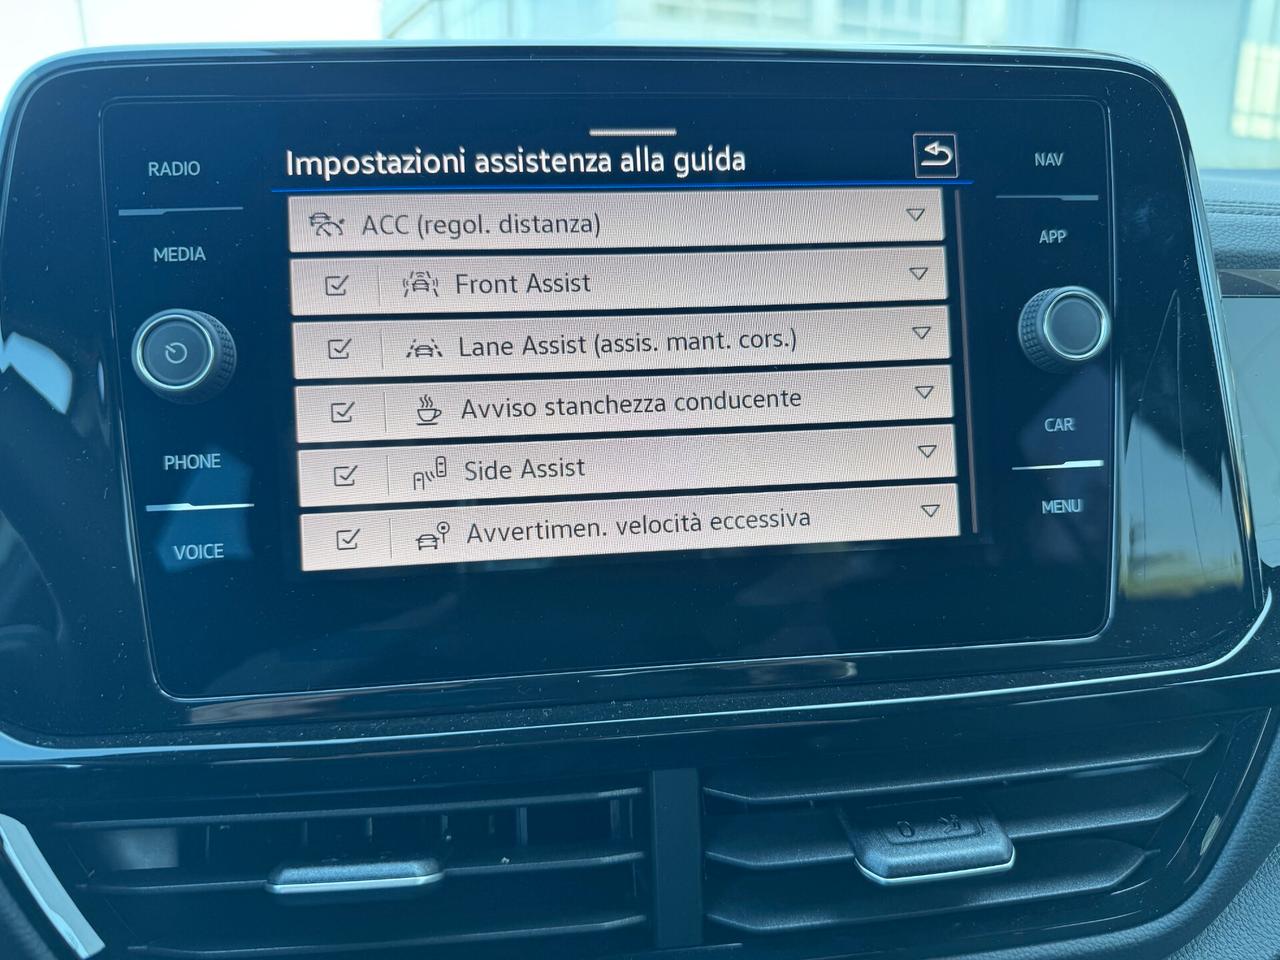 Impostazioni assistenza alla guida
ACC (regol. distanza)
Front Assist
Lane Assist (assis. mant. cors.)
Avviso stanchezza conducente
Side Assist
Avvertimen. velocità eccessiva
RADIO
MEDIA
PHONE
VOICE
NAV
APP
CAR
MENU